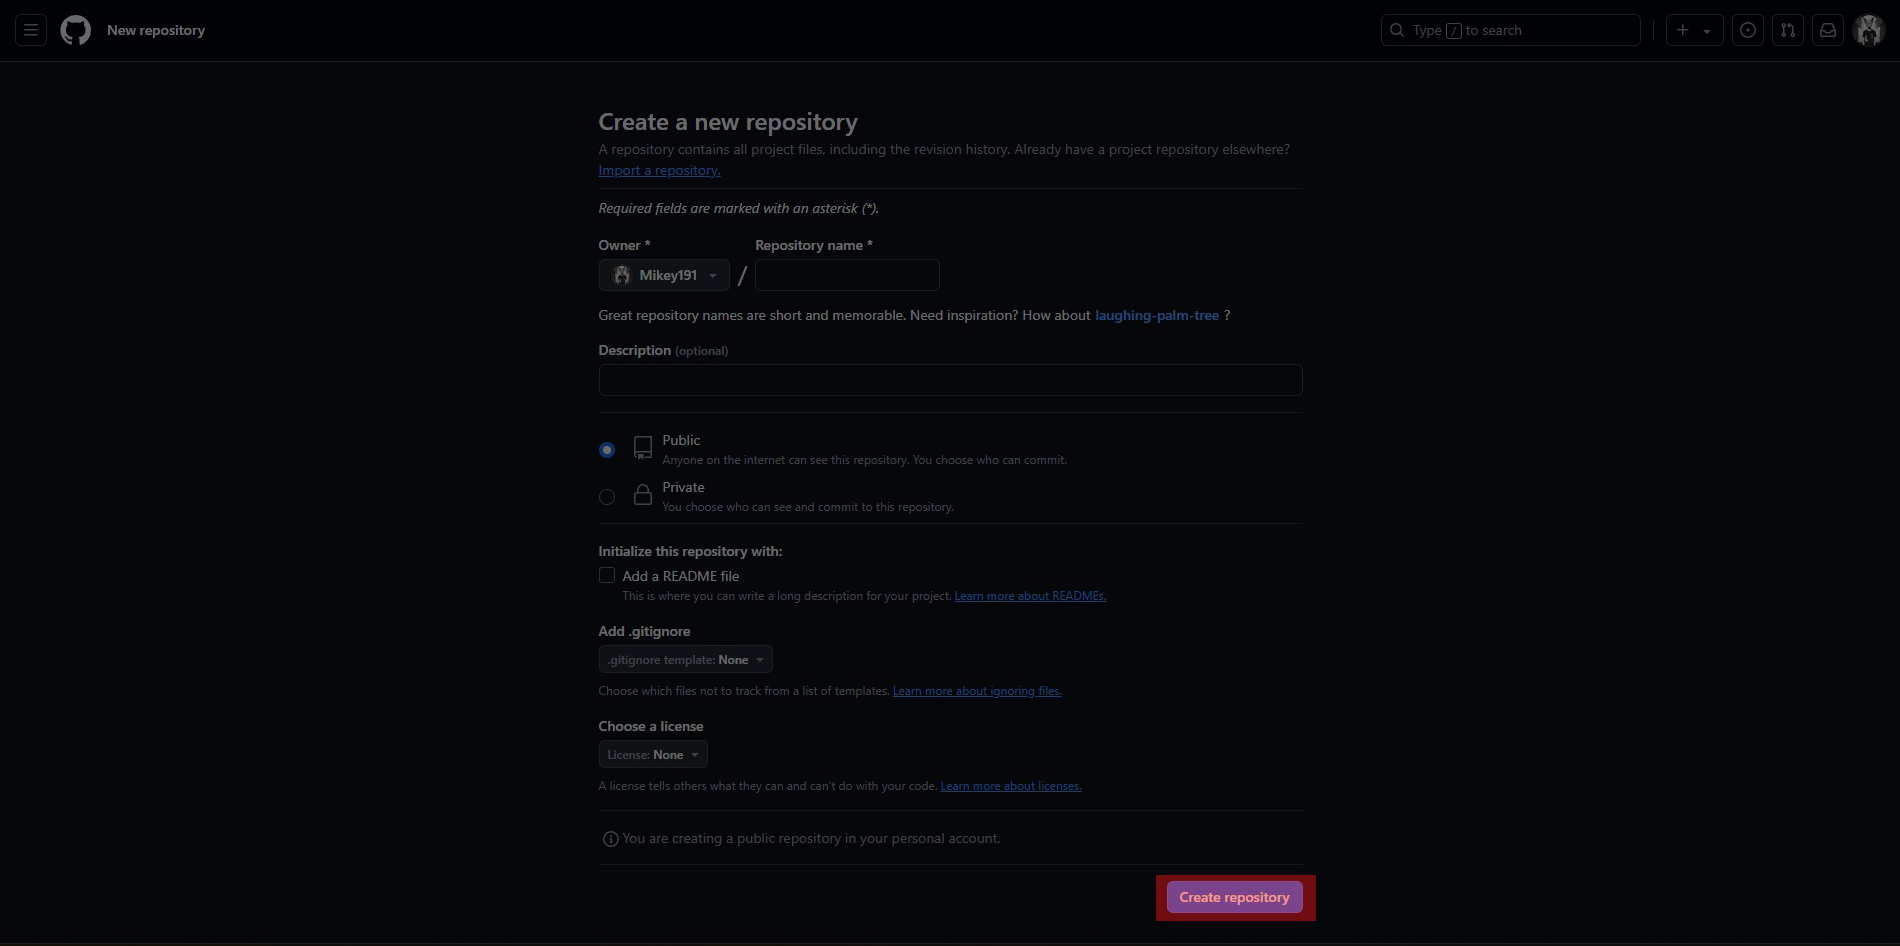 New repository
Type / to search
Create a new repository
A repository contains all project files, including the revision history. Already have a project repository elsewhere?
Import a repository.
Required fields are marked with an asterisk (*).
Owner * Repository name *
Mikey191 /
Great repository names are short and memorable. Need inspiration? How about laughing-palm-tree ?
Description (optional)
Public
Anyone on the internet can see this repository. You choose who can commit.
Private
You choose who can see and commit to this repository.
Initialize this repository with:
Add a README file
This is where you can write a long description for your project. Learn more about READMEs.
Add .gitignore
.gitignore template: None
Choose which files not to track from a list of templates. Learn more about ignoring files.
Choose a license
License: None
A license tells others what they can and can't do with your code. Learn more about licenses.
You are creating a public repository in your personal account.
Create repository